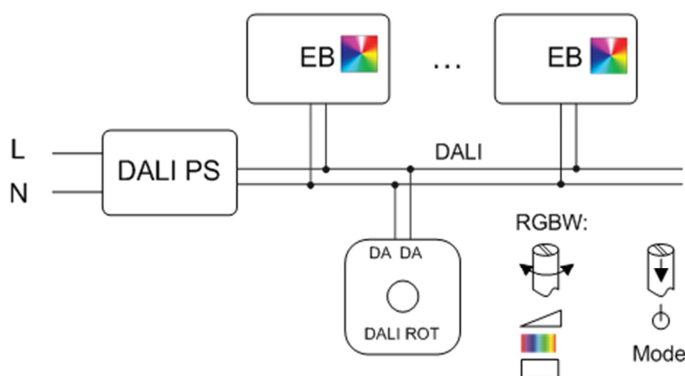 EB
...
EB
L
DALI PS
DALI
N
RGBW:
DA DA
DALI ROT
Mode